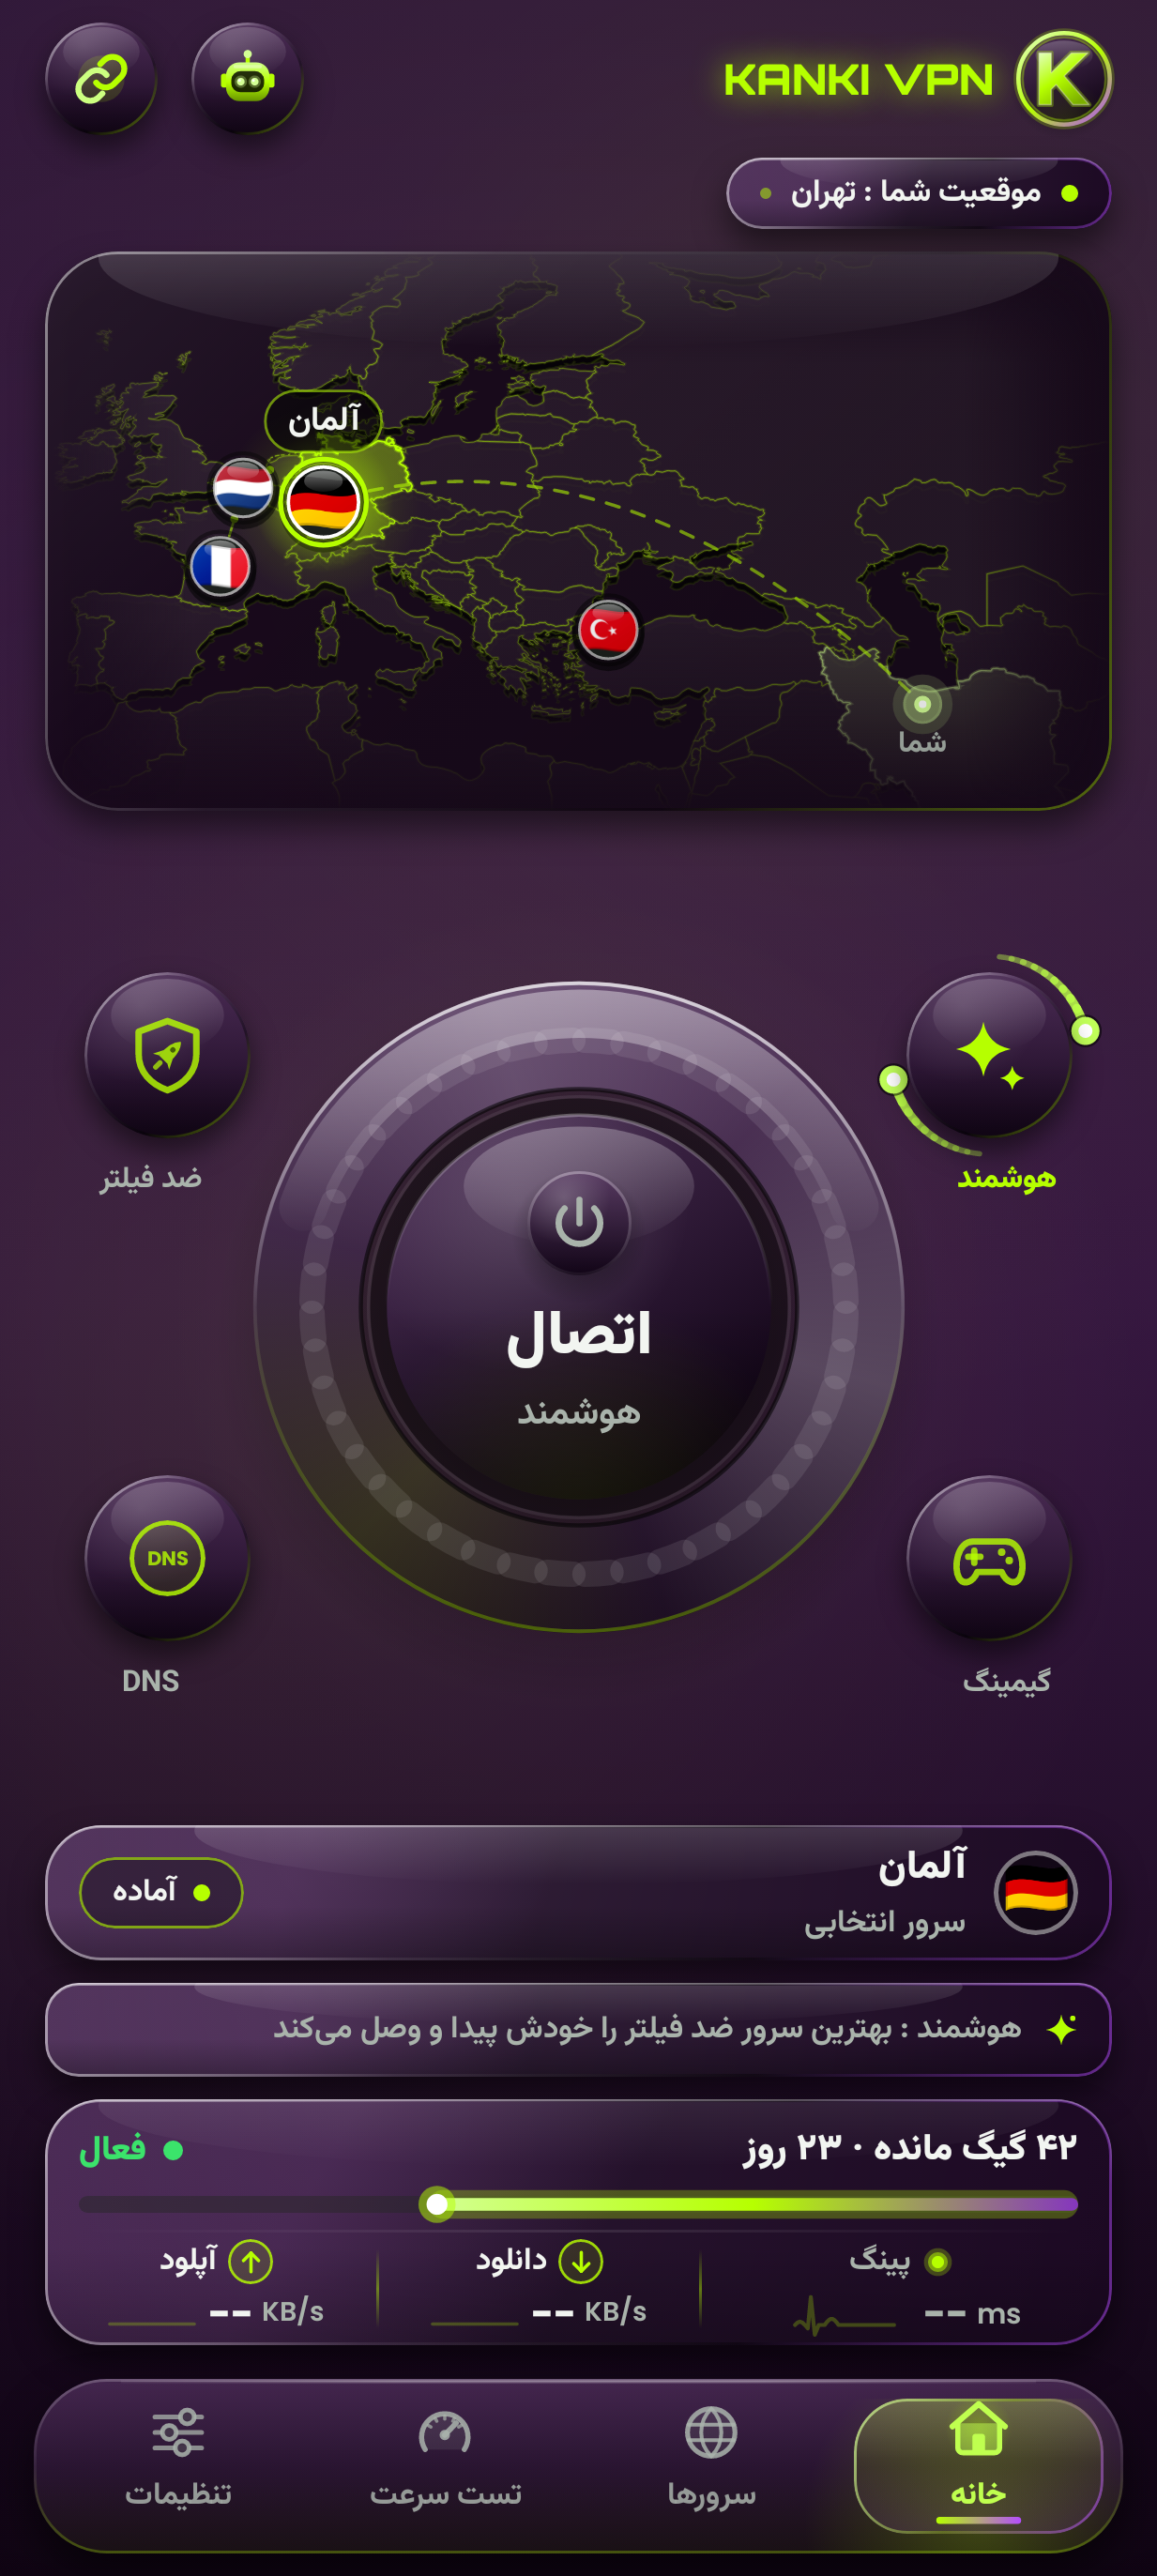 KANKI VPN
موقعیت شما : تهران
آلمان
شما
هوشمند
ضد فیلتر
اتصال
هوشمند
گیمینگ
DNS
DNS
آلمان
سرور انتخابی
آماده
هوشمند : بهترین سرور ضد فیلتر را خودش پیدا و وصل می‌کند
۴۲ گیگ مانده · ۲۳ روز
فعال
پینگ
-- ms
دانلود
-- KB/s
آپلود
-- KB/s
خانه
سرورها
تست سرعت
تنظیمات